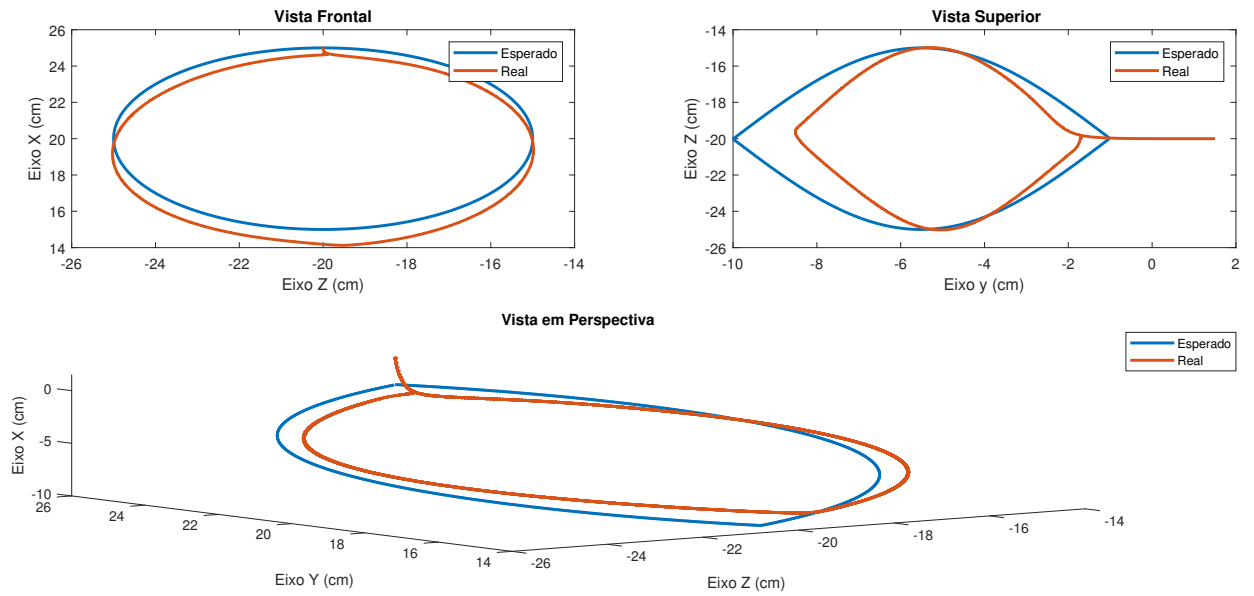 Vista Frontal
26
24
22
20
18
16
14
Eixo X (cm)
-26
-24
-22
-20
-18
-16
-14
Eixo Z (cm)
Esperado
Real
Vista Superior
-14
-16
-18
-20
-22
-24
-26
Eixo Z (cm)
-10
-8
-6
-4
-2
0
2
Eixo y (cm)
Esperado
Real
Vista em Perspectiva
Esperado
Real
0
-5
-10
Eixo X (cm)
26
24
22
20
18
16
14
Eixo Y (cm)
-26
-24
-22
-20
-18
-16
-14
Eixo Z (cm)